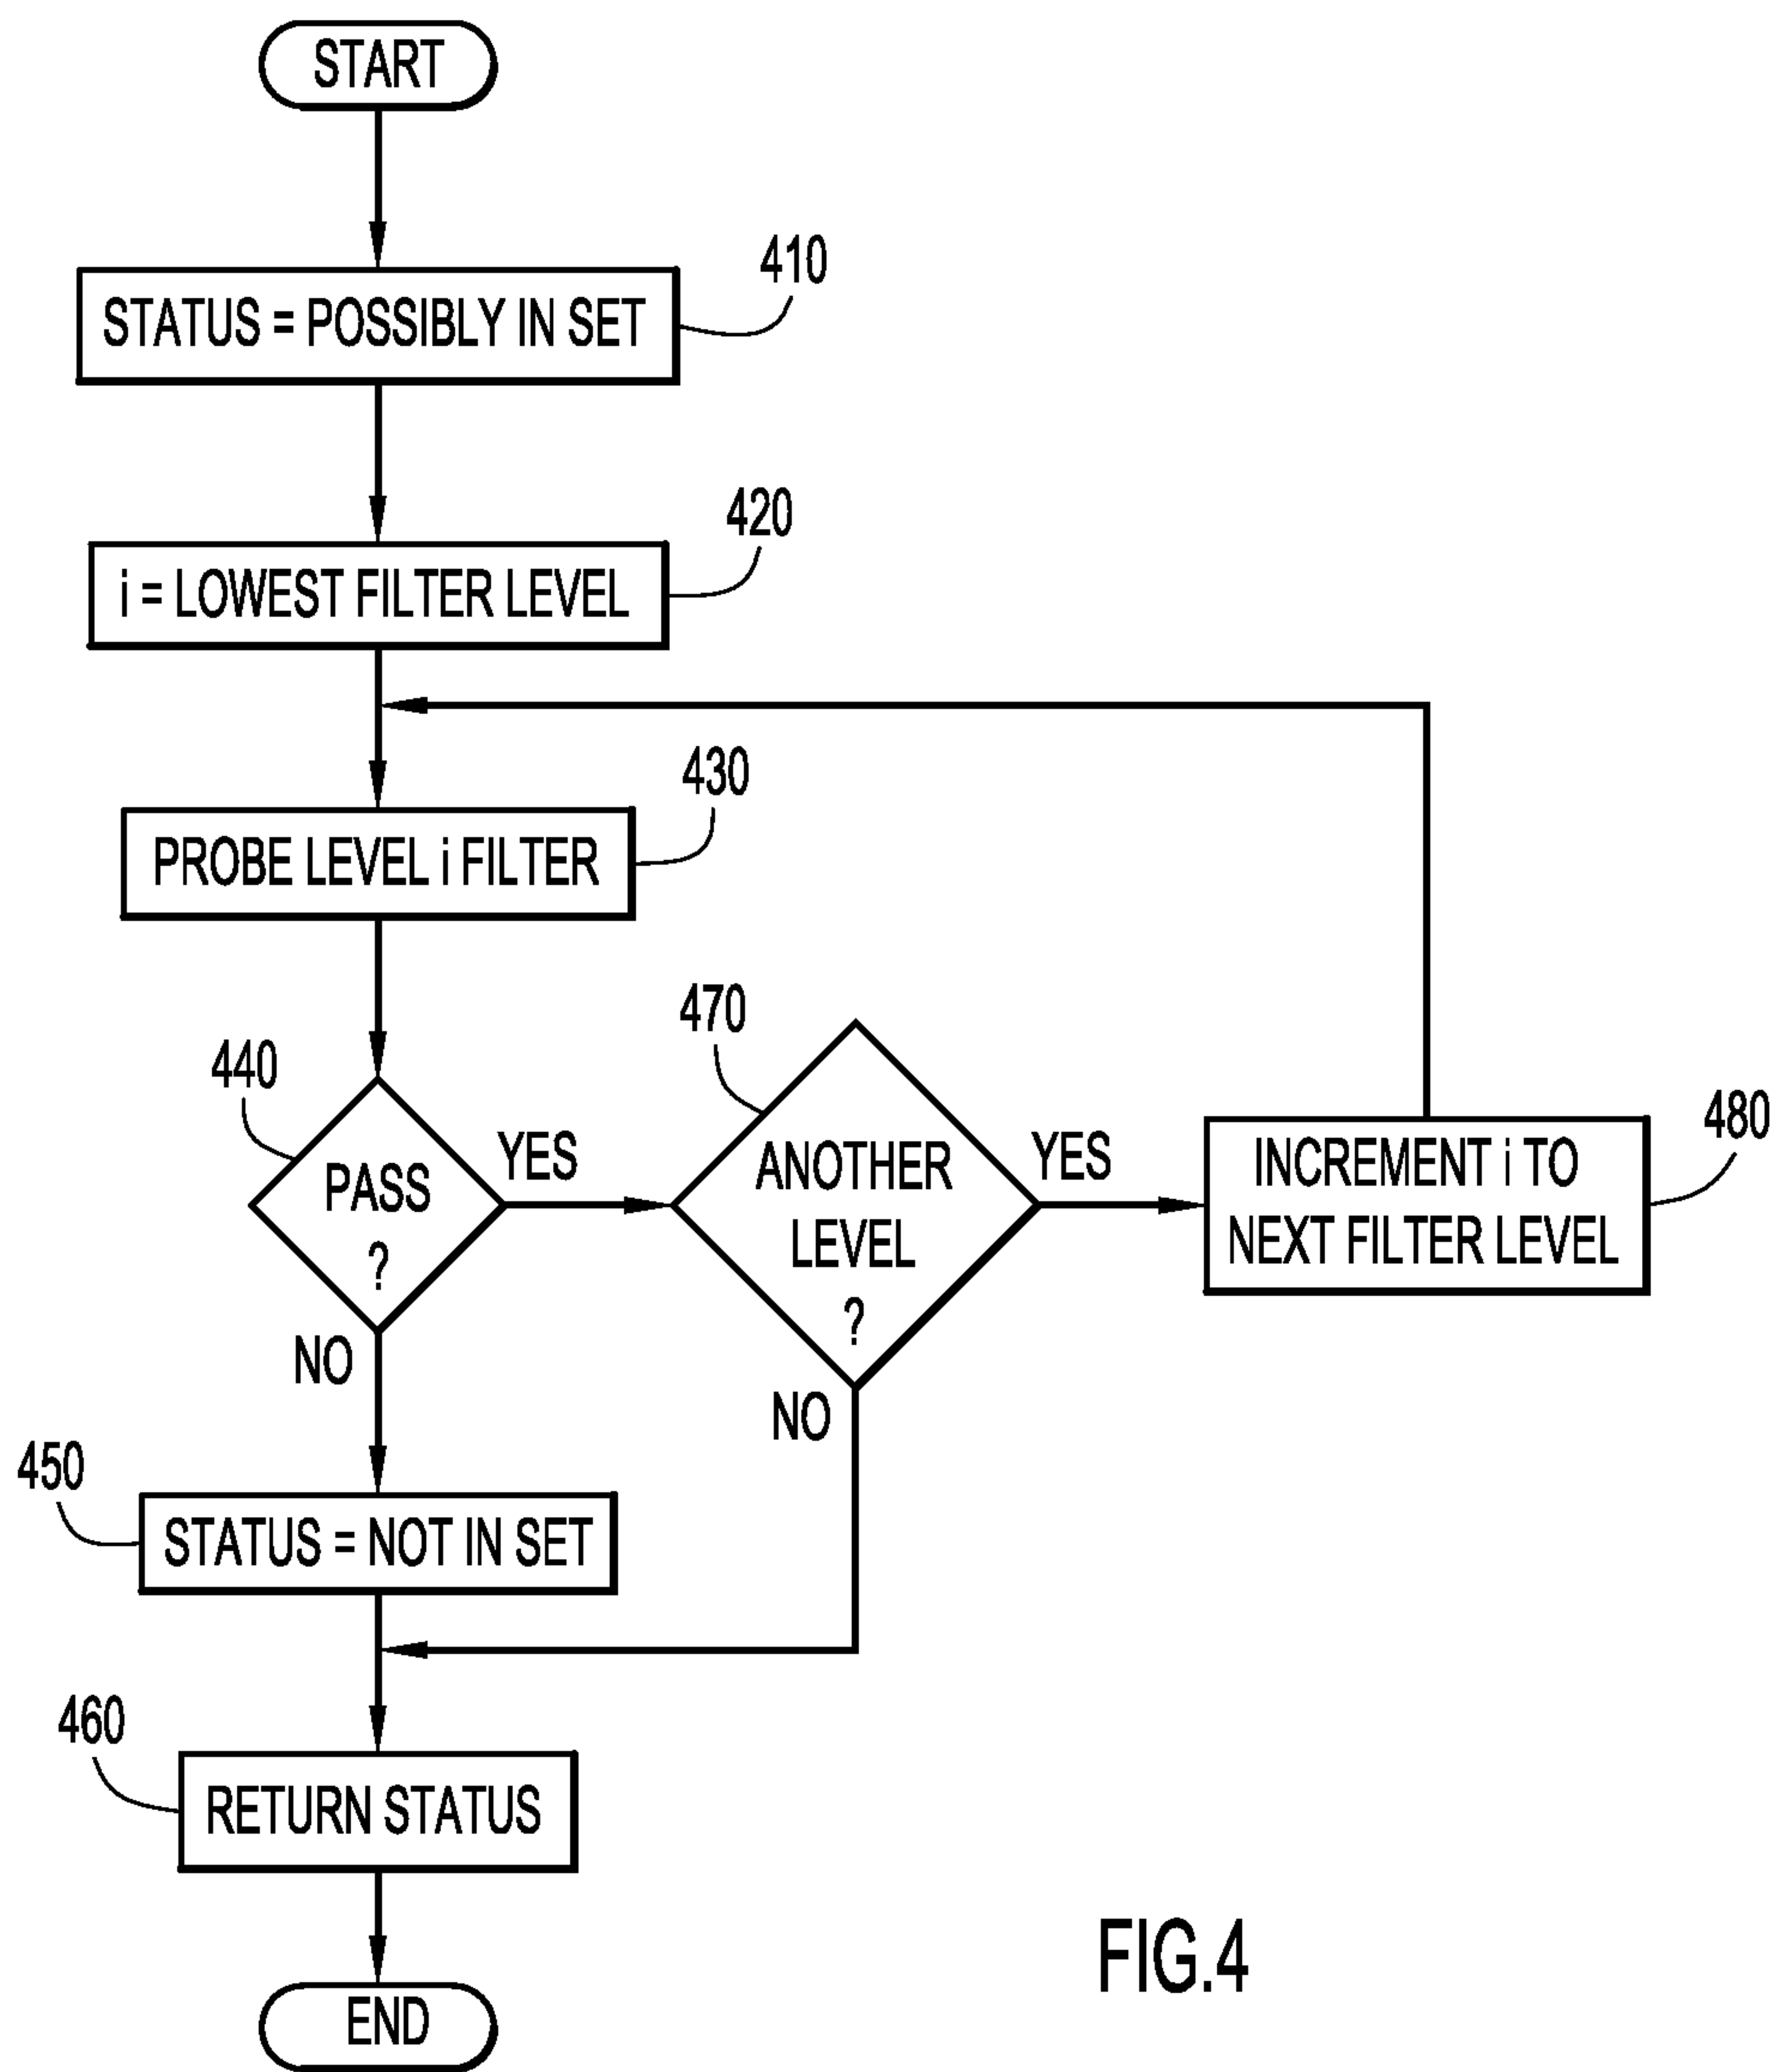 START
410
STATUS = POSSIBLY IN SET
420
i = LOWEST FILTER LEVEL
430
PROBE LEVEL i FILTER
440
PASS
?
YES
NO
470
ANOTHER
LEVEL
?
YES
NO
480
INCREMENT i TO
NEXT FILTER LEVEL
450
STATUS = NOT IN SET
460
RETURN STATUS
END
FIG.4